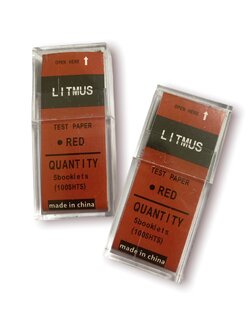 OPEN HERE ↑
LITMUS
TEST PAPER
● RED
QUANTITY
5booklets
(100SHTS)
made in china
OPEN HERE ↑
LITMUS
TEST PAPER
● RED
QUANTITY
5booklets
(100SHTS)
made in china